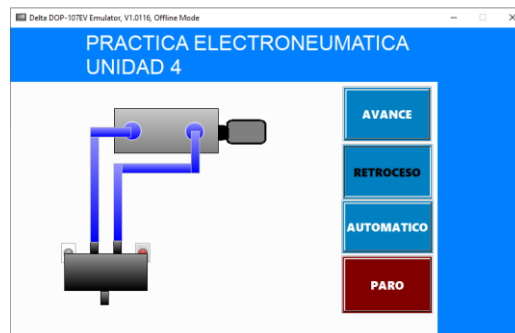 Delta DOP-107EV Emulator, V1.0116, Offline Mode
PRACTICA ELECTRONEUMATICA
UNIDAD 4
AVANCE
RETROCESO
AUTOMATICO
PARO